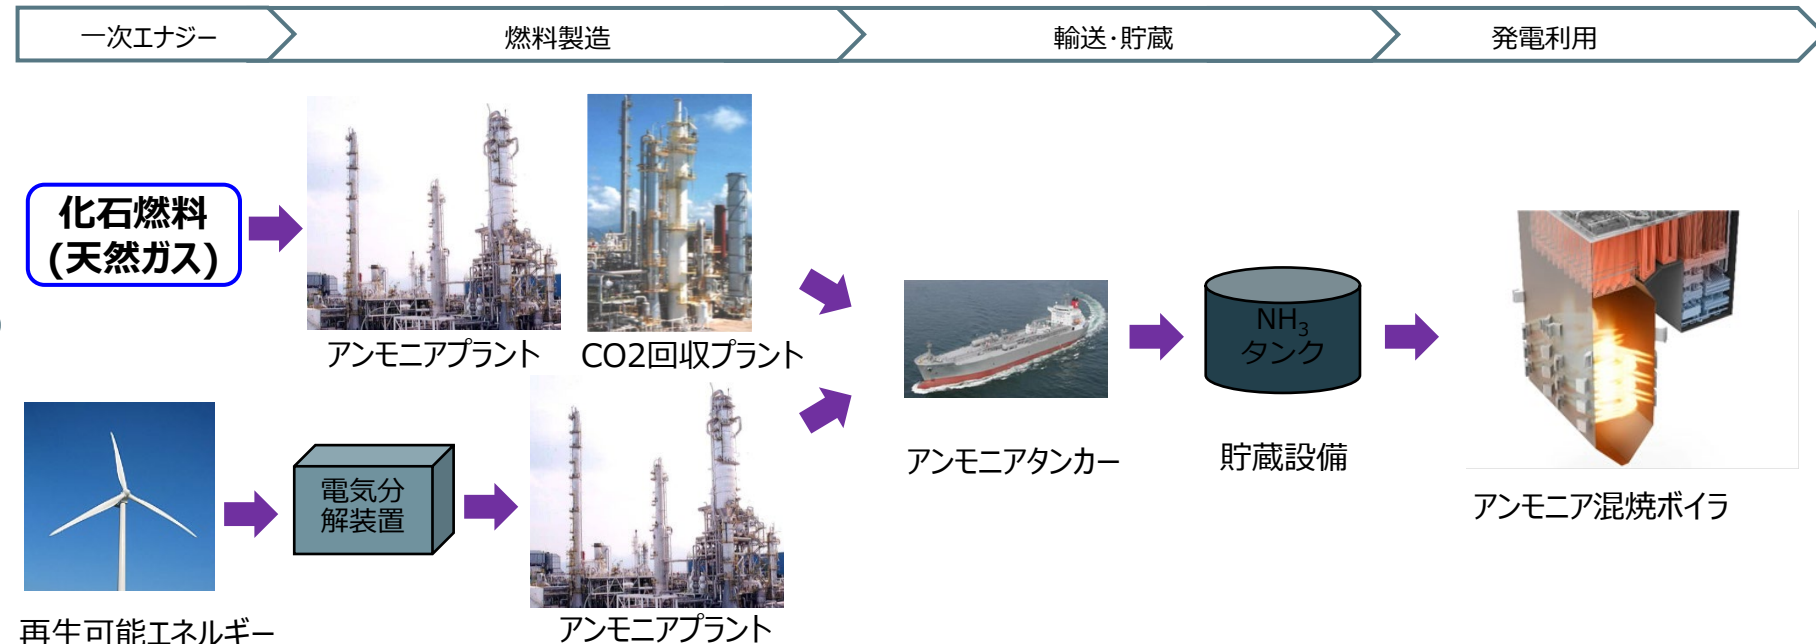 一次エナジー
燃料製造
輸送・貯蔵
発電利用
化石燃料
(天然ガス)
アンモニアプラント
CO2回収プラント
NH₃
タンク
アンモニアタンカー
貯蔵設備
電気分
解装置
アンモニア混焼ボイラ
再生可能エネルギー
アンモニアプラント